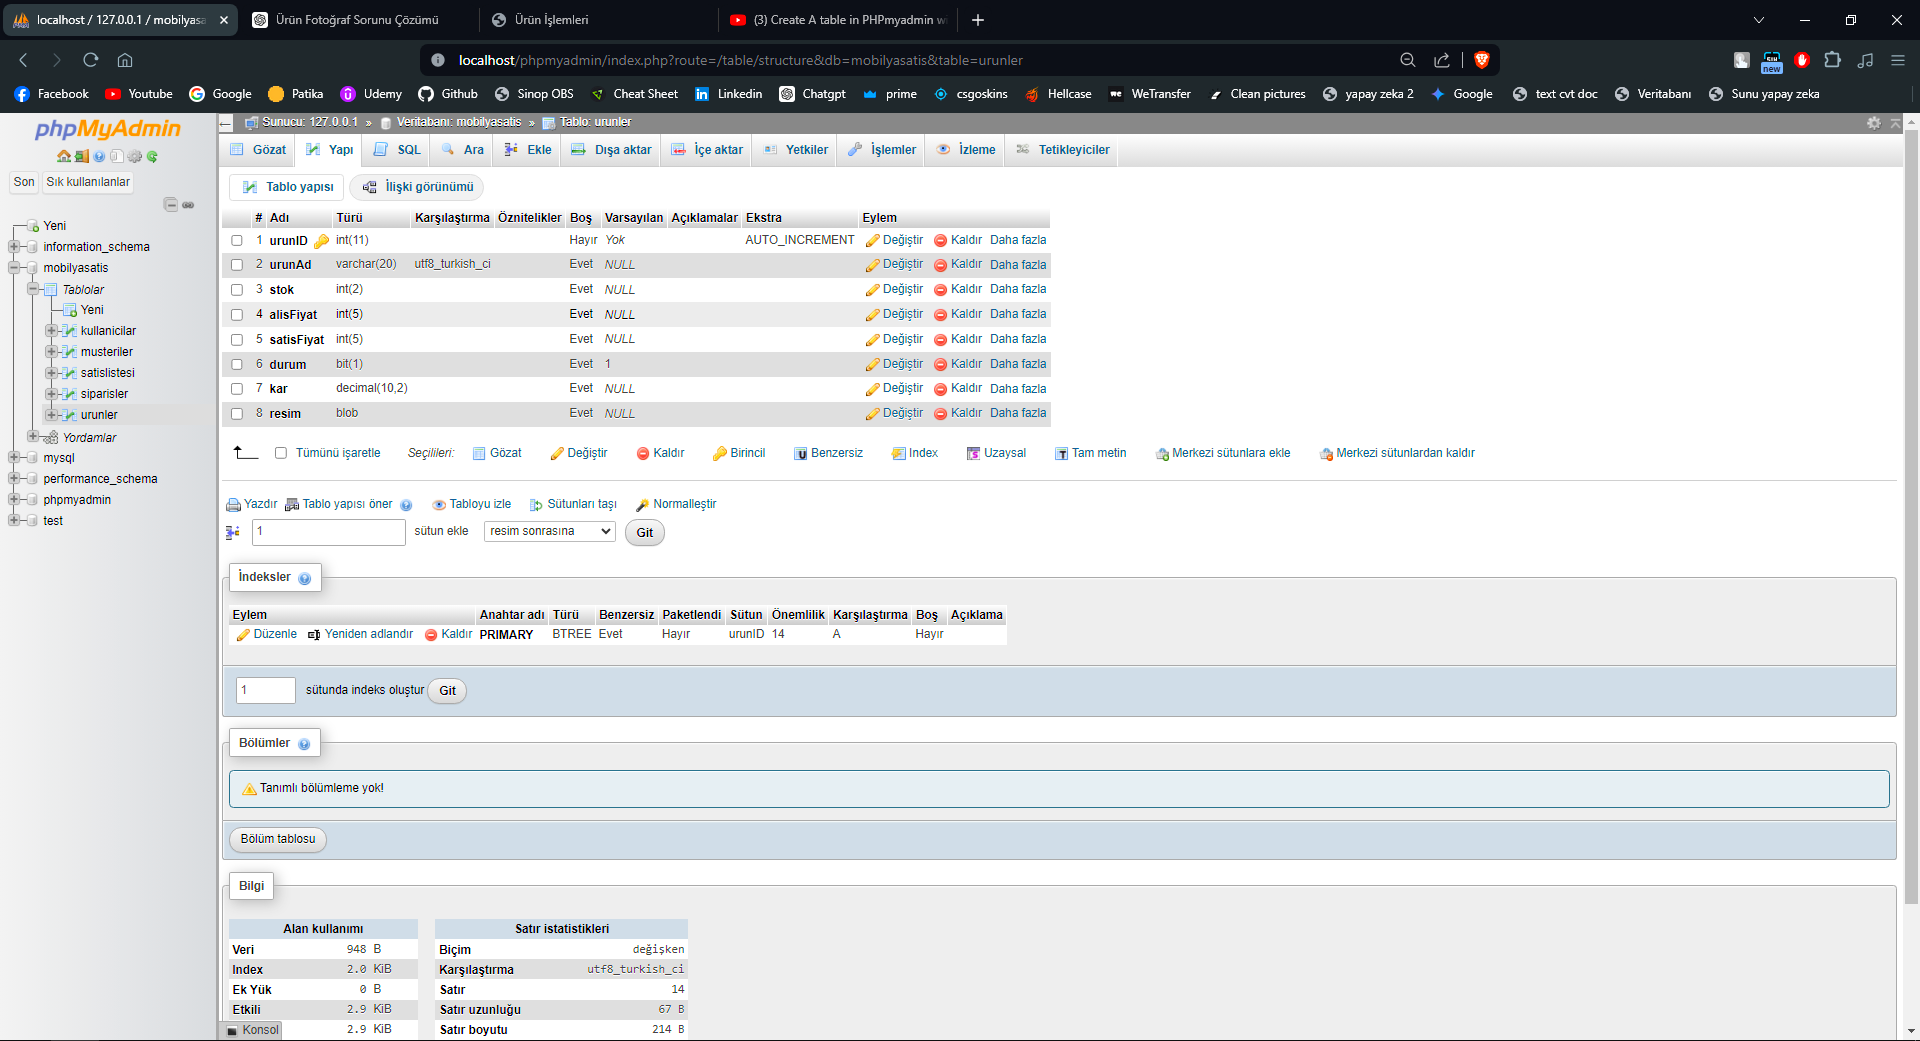 localhost / 127.0.0.1 / mobilyasa
Ürün Fotoğraf Sorunu Çözümü
Ürün İşlemleri
(3) Create A table in PHPmyadmin w
localhost/phpmyadmin/index.php?route=/table/structure&db=mobilyasatis&table=urunler
new
Facebook Youtube Google Patika Udemy Github Sinop OBS Cheat Sheet Linkedin Chatgpt prime csgoskins Hellcase WeTransfer Clean pictures yapay zeka 2 Google text cvt doc Veritabanı Sunu yapay zeka
phpMyAdmin
Son Sık kullanılanlar
Yeni
information_schema
mobilyasatis
Tablolar
Yeni
kullanicilar
musteriler
satislistesi
siparisler
urunler
Yordamlar
mysql
performance_schema
phpmyadmin
test
Sunucu: 127.0.0.1 » Veritabanı: mobilyasatis » Tablo: urunler
Gözat Yapı SQL Ara Ekle Dışa aktar İçe aktar Yetkiler İşlemler İzleme Tetikleyiciler
Tablo yapısı İlişki görünümü
# Adı Türü Karşılaştırma Öznitelikler Boş Varsayılan Açıklamalar Ekstra Eylem
1 urunID int(11) Hayır Yok AUTO_INCREMENT Değiştir Kaldır Daha fazla
2 urunAd varchar(20) utf8_turkish_ci Evet NULL Değiştir Kaldır Daha fazla
3 stok int(2) Evet NULL Değiştir Kaldır Daha fazla
4 alisFiyat int(5) Evet NULL Değiştir Kaldır Daha fazla
5 satisFiyat int(5) Evet NULL Değiştir Kaldır Daha fazla
6 durum bit(1) Evet 1 Değiştir Kaldır Daha fazla
7 kar decimal(10,2) Evet NULL Değiştir Kaldır Daha fazla
8 resim blob Evet NULL Değiştir Kaldır Daha fazla
Tümünü işaretle Seçilileri: Gözat Değiştir Kaldır Birincil Benzersiz Index Uzaysal Tam metin Merkezi sütunlara ekle Merkezi sütunlardan kaldır
Yazdır Tablo yapısı öner Tabloyu izle Sütunları taşı Normalleştir
1 sütun ekle resim sonrasına Git
İndeksler
Eylem Anahtar adı Türü Benzersiz Paketlendi Sütun Önemlilik Karşılaştırma Boş Açıklama
Düzenle Yeniden adlandır Kaldır PRIMARY BTREE Evet Hayır urunID 14 A Hayır
1 sütunda indeks oluştur Git
Bölümler
Tanımlı bölümleme yok!
Bölüm tablosu
Bilgi
Alan kullanımı
Veri 948 B
Index 2.0 KiB
Ek Yük 0 B
Etkili 2.9 KiB
2.9 KiB
Satır istatistikleri
Biçim değişken
Karşılaştırma utf8_turkish_ci
Satır 14
Satır uzunluğu 67 B
Satır boyutu 214 B
Konsol